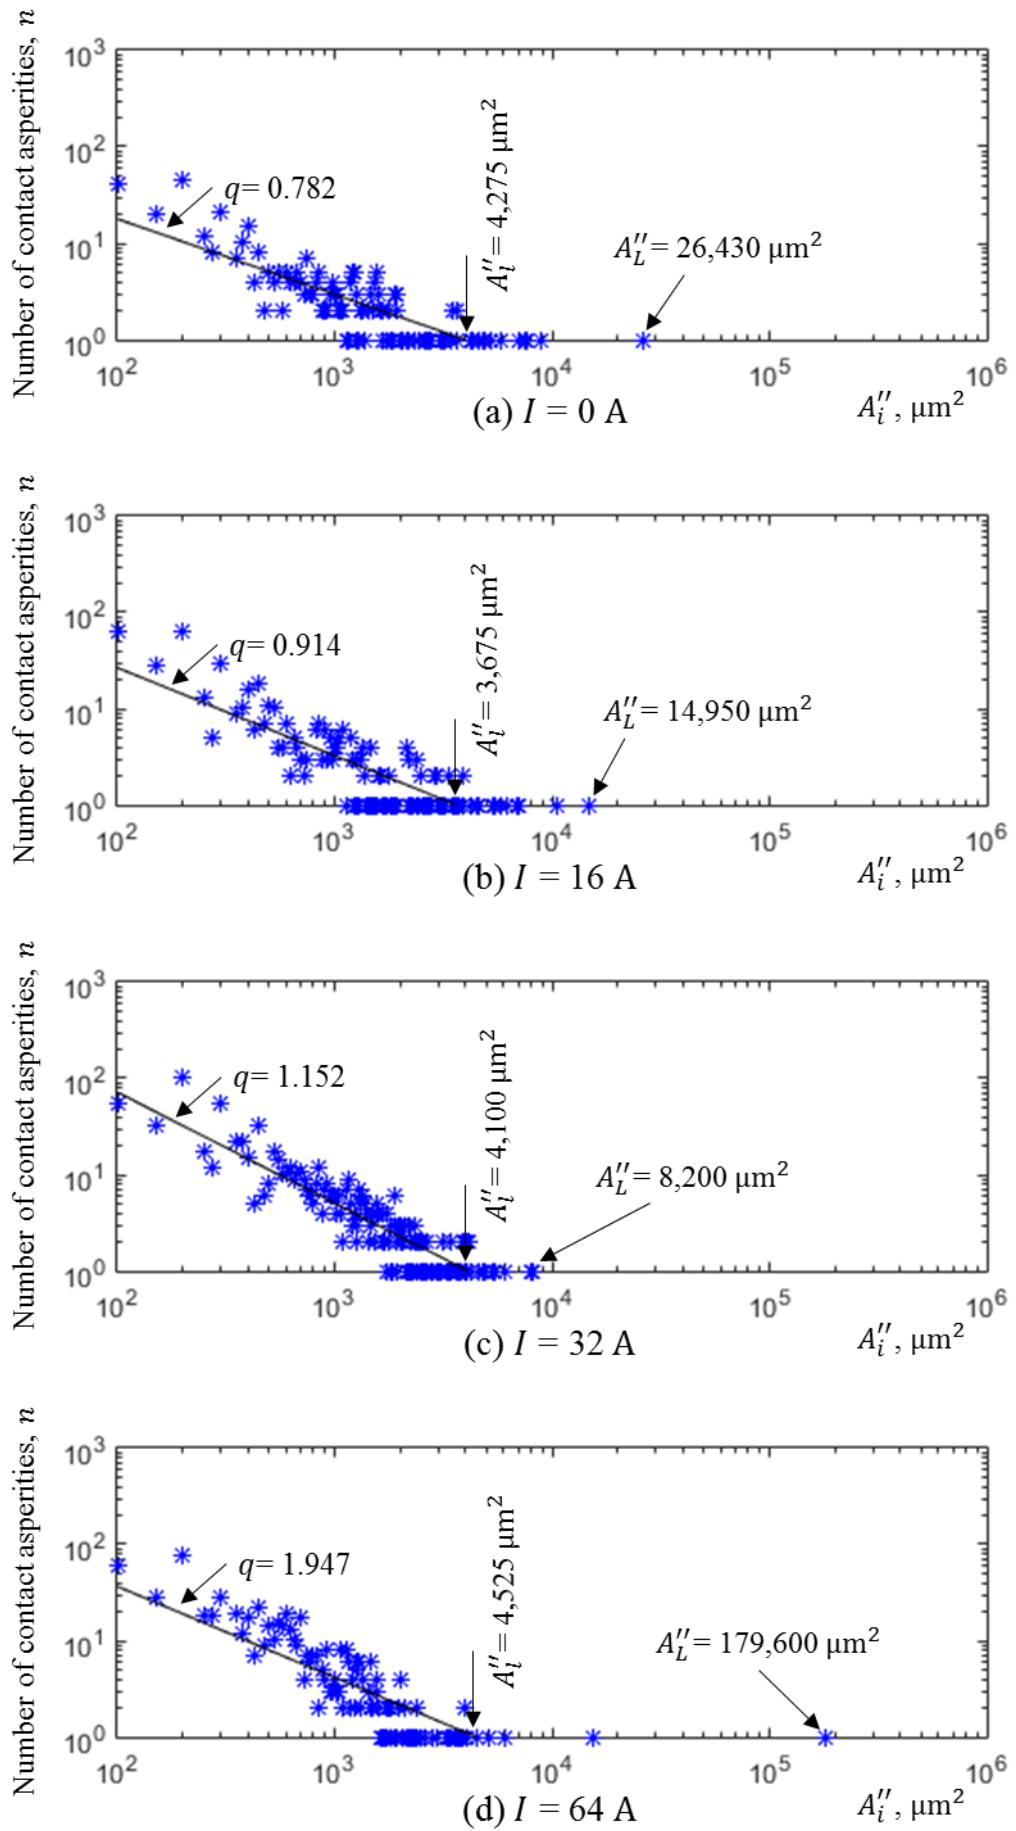 Number of contact asperities, n
10³
10²
10¹
10⁰
q= 0.782
A″ₗ= 4,275 μm²
A″_L= 26,430 μm²
10² 10³ 10⁴ 10⁵ 10⁶
(a) I = 0 A
A″ᵢ, μm²
Number of contact asperities, n
10³
10²
10¹
10⁰
q= 0.914
A″ₗ= 3,675 μm²
A″_L= 14,950 μm²
10² 10³ 10⁴ 10⁵ 10⁶
(b) I = 16 A
A″ᵢ, μm²
Number of contact asperities, n
10³
10²
10¹
10⁰
q= 1.152
A″ₗ= 4,100 μm²
A″_L= 8,200 μm²
10² 10³ 10⁴ 10⁵ 10⁶
(c) I = 32 A
A″ᵢ, μm²
Number of contact asperities, n
10³
10²
10¹
10⁰
q= 1.947
A″ₗ= 4,525 μm²
A″_L= 179,600 μm²
10² 10³ 10⁴ 10⁵ 10⁶
(d) I = 64 A
A″ᵢ, μm²